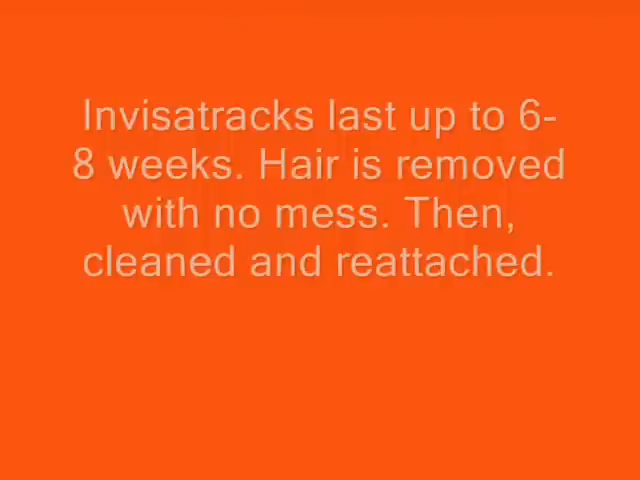 Invisatracks last up to 6-
8 weeks. Hair is removed
with no mess. Then,
cleaned and reattached.